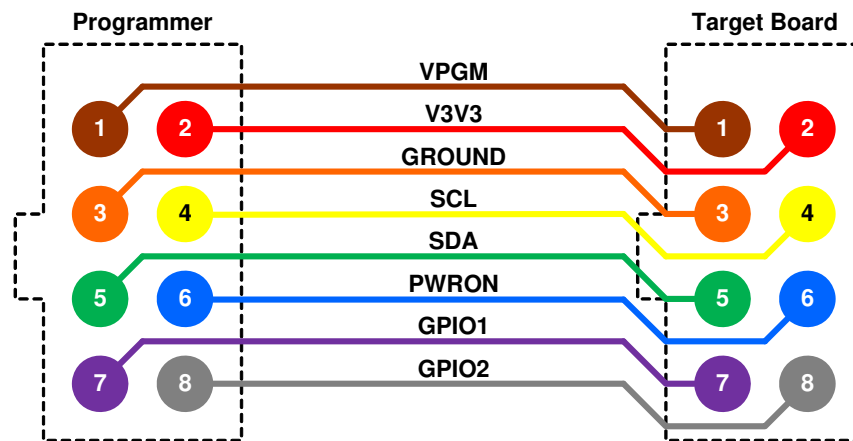 Programmer
Target Board
VPGM
1
2
V3V3
1
2
GROUND
3
4
SCL
3
4
SDA
5
6
PWRON
5
6
GPIO1
7
8
GPIO2
7
8